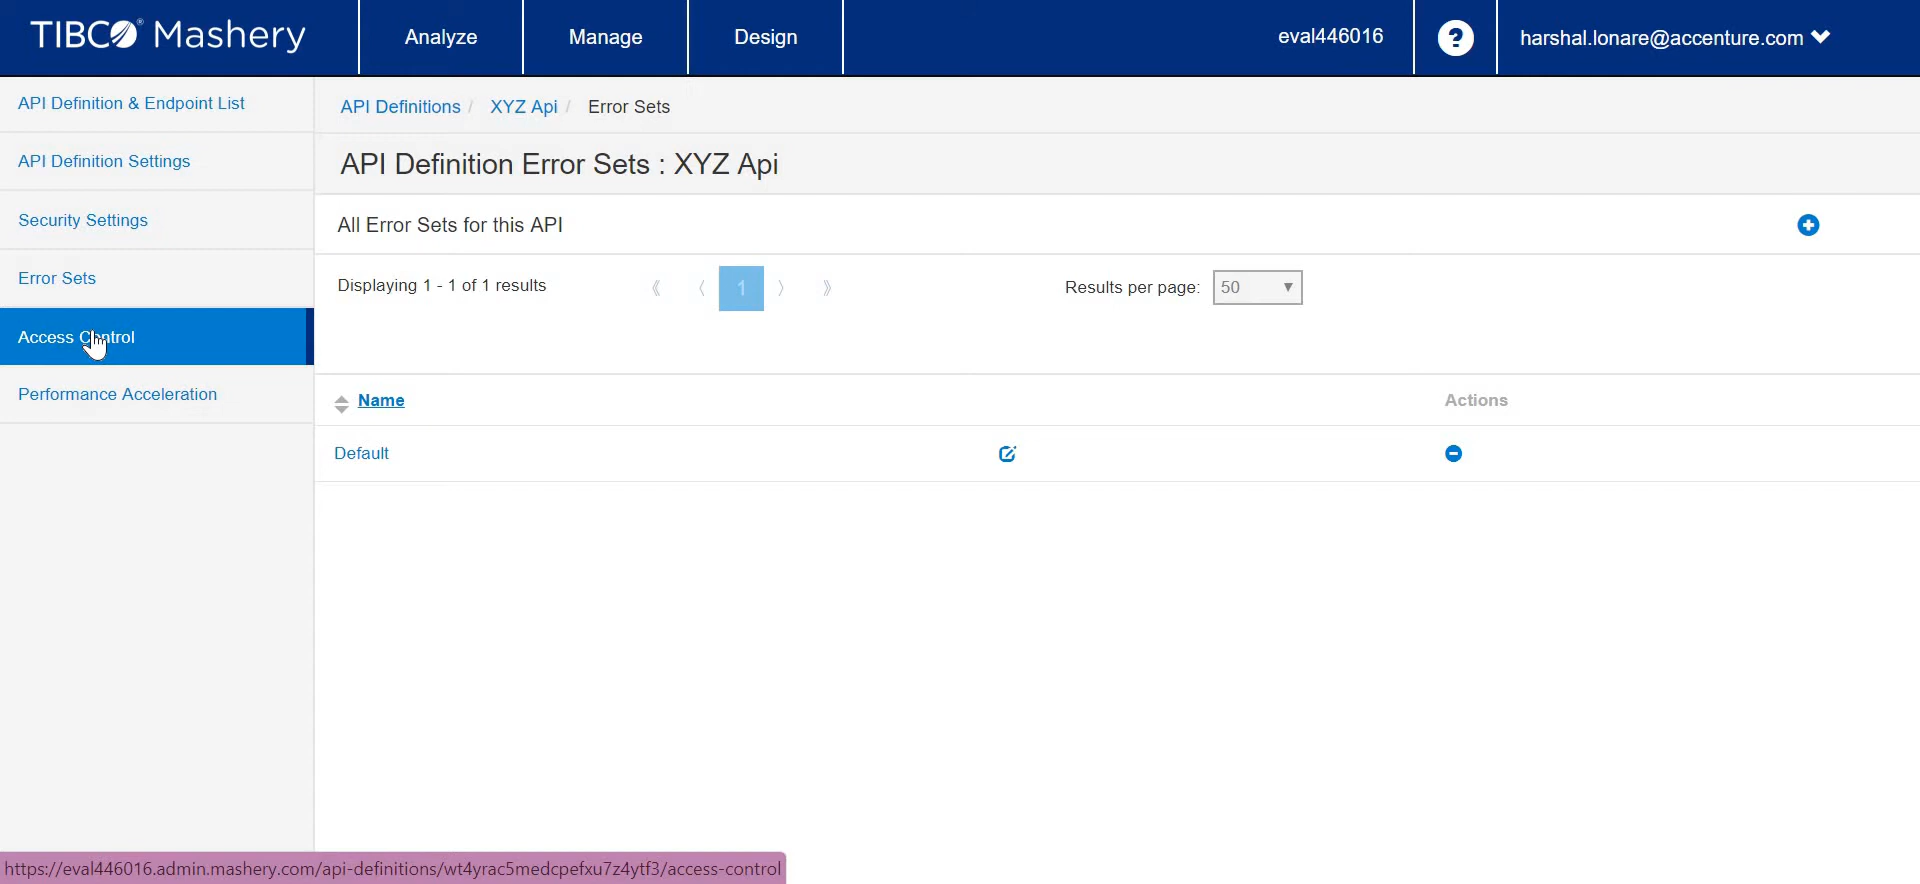 TIBCO® Mashery
Analyze
Manage
Design
eval446016
?
harshal.lonare@accenture.com
API Definition & Endpoint List
API Definition Settings
Security Settings
Error Sets
Access Control
Performance Acceleration
API Definitions / XYZ Api / Error Sets
API Definition Error Sets : XYZ Api
All Error Sets for this API
Displaying 1 - 1 of 1 results
« ‹ 1 › »
Results per page: 50
Name
Actions
Default
https://eval446016.admin.mashery.com/api-definitions/wt4yrac5medcpefxu7z4ytf3/access-control